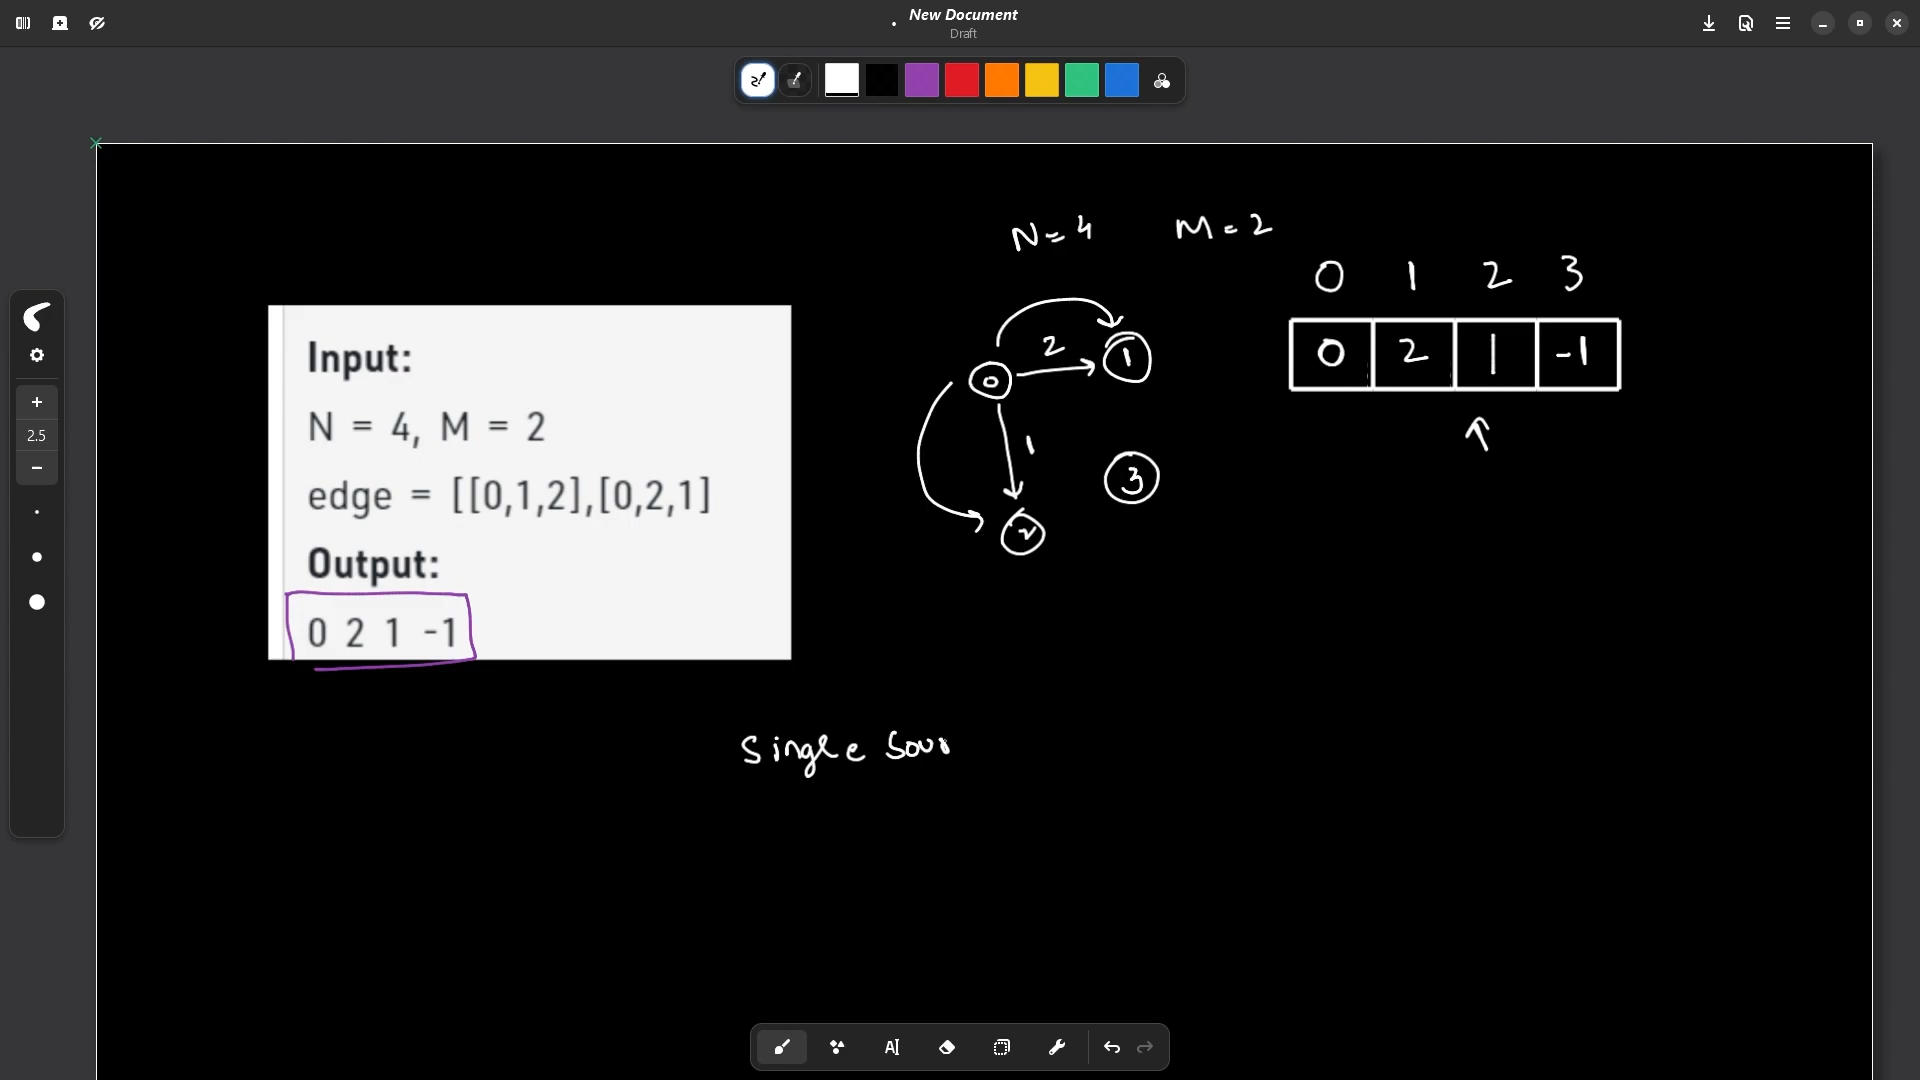 New Document
Draft
2.5
N = 4 M = 2
0 1 2 3
0 2 1 -1
0
2
1
1
2
3
Input:
N = 4, M = 2
edge = [[0,1,2],[0,2,1]
Output:
0 2 1 -1
Single Sour